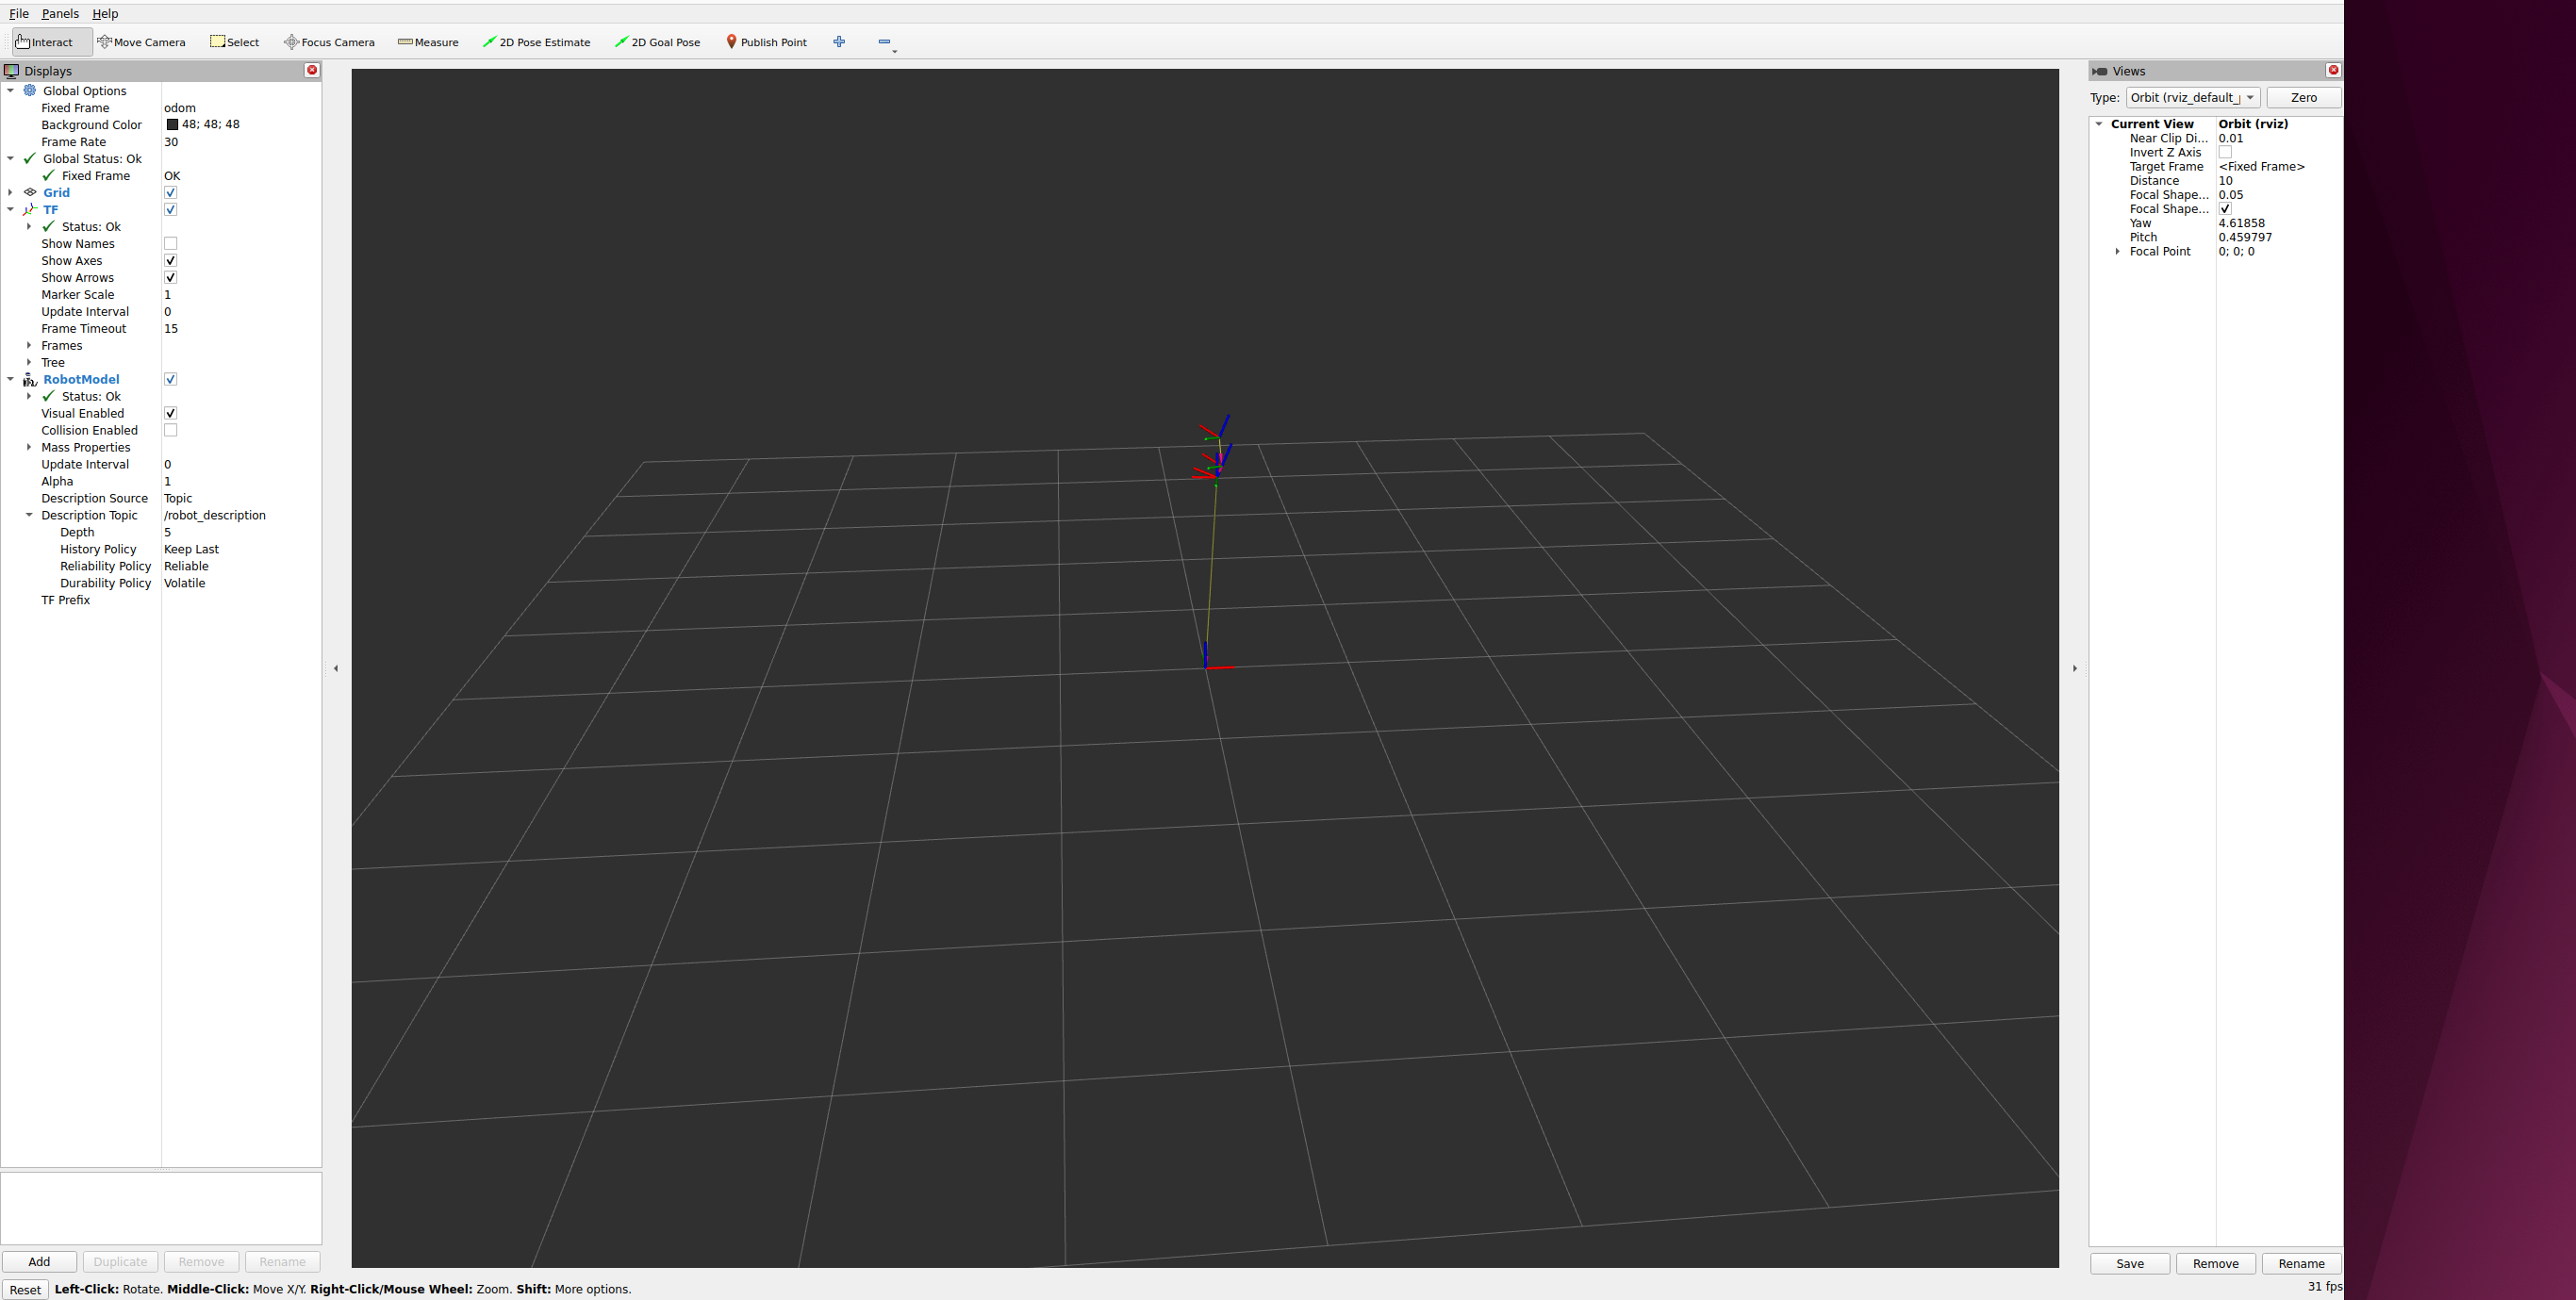 File Panels Help
Interact Move Camera Select Focus Camera Measure 2D Pose Estimate 2D Goal Pose Publish Point
Displays
Global Options
Fixed Frame odom
Background Color 48; 48; 48
Frame Rate 30
Global Status: Ok
Fixed Frame OK
Grid
TF
Status: Ok
Show Names
Show Axes
Show Arrows
Marker Scale 1
Update Interval 0
Frame Timeout 15
Frames
Tree
RobotModel
Status: Ok
Visual Enabled
Collision Enabled
Mass Properties
Update Interval 0
Alpha 1
Description Source Topic
Description Topic /robot_description
Depth 5
History Policy Keep Last
Reliability Policy Reliable
Durability Policy Volatile
TF Prefix
Add Duplicate Remove Rename
Reset Left-Click: Rotate. Middle-Click: Move X/Y. Right-Click/Mouse Wheel: Zoom. Shift: More options.
Views
Type: Orbit (rviz_default_ Zero
Current View Orbit (rviz)
Near Clip Di... 0.01
Invert Z Axis
Target Frame <Fixed Frame>
Distance 10
Focal Shape... 0.05
Focal Shape...
Yaw 4.61858
Pitch 0.459797
Focal Point 0; 0; 0
Save Remove Rename
31 fps